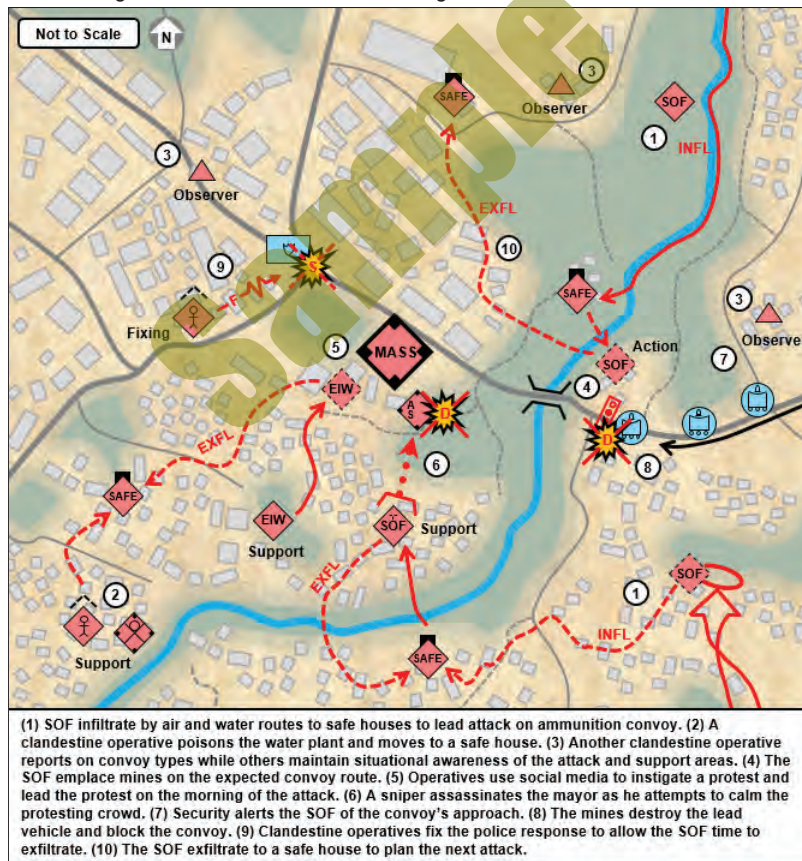 Not to Scale
N
SAFE
3
Observer
SOF
1
INFL
3
Observer
EXFL
10
9
S
SAFE
3
Observer
F
Fixing
Action
SOF
5
MASS
7
4
EIW
A
S
D
D
8
EXFL
6
SAFE
EIW
Support
SOF
Support
EXFL
SOF
1
2
INFL
Support
SAFE
Sample
(1) SOF infiltrate by air and water routes to safe houses to lead attack on ammunition convoy. (2) A
clandestine operative poisons the water plant and moves to a safe house. (3) Another clandestine operative
reports on convoy types while others maintain situational awareness of the attack and support areas. (4) The
SOF emplace mines on the expected convoy route. (5) Operatives use social media to instigate a protest and
lead the protest on the morning of the attack. (6) A sniper assassinates the mayor as he attempts to calm the
protesting crowd. (7) Security alerts the SOF of the convoy's approach. (8) The mines destroy the lead
vehicle and block the convoy. (9) Clandestine operatives fix the police response to allow the SOF time to
exfiltrate. (10) The SOF exfiltrate to a safe house to plan the next attack.